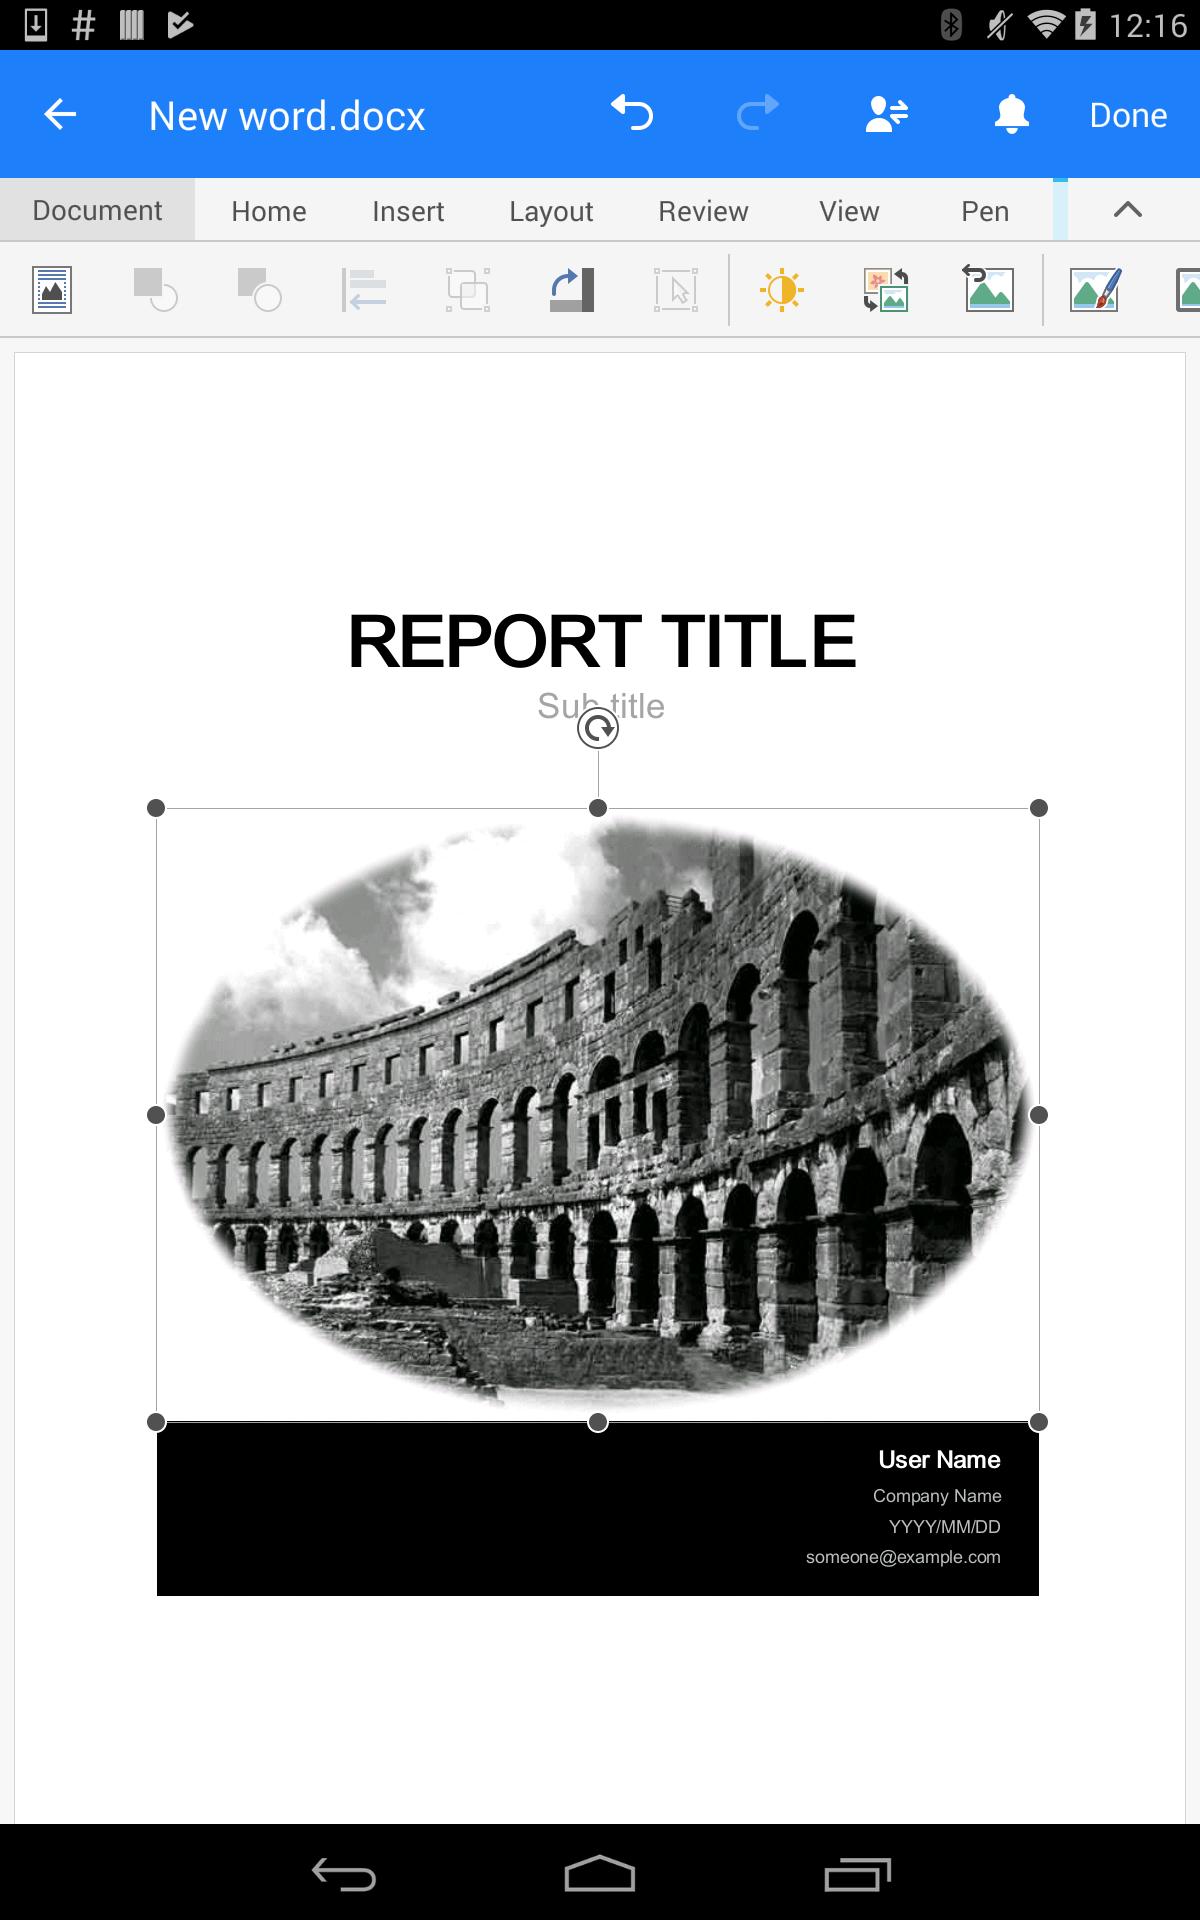 12:16
New word.docx
Done
Document Home Insert Layout Review View Pen
REPORT TITLE
Sub title
User Name
Company Name
YYYY/MM/DD
someone@example.com